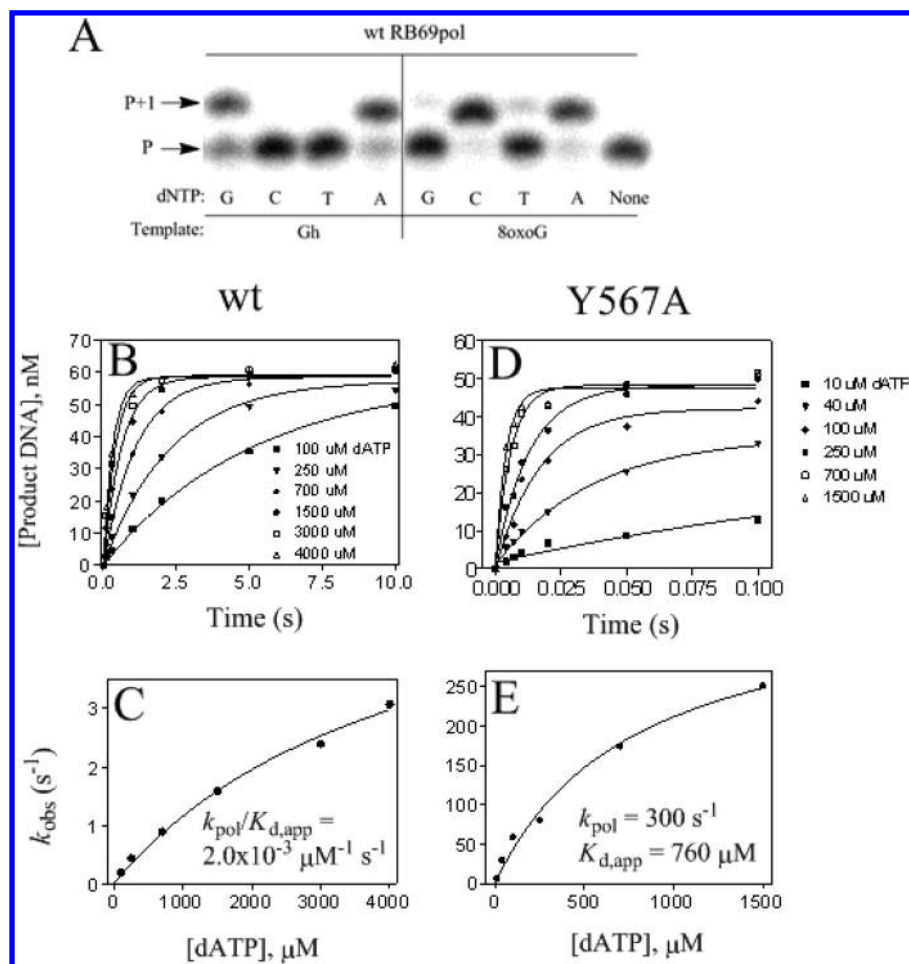 A
wt RB69pol
P+1
P
dNTP: G C T A G C T A None
Template: Gh 8oxoG
wt
Y567A
B
70
60
50
40
30
20
10
0
0.0 2.5 5.0 7.5 10.0
100 uM dATP
250 uM
700 uM
1500 uM
3000 uM
4000 uM
[Product DNA], nM
Time (s)
D
60
50
40
30
20
10
0
0.000 0.025 0.050 0.075 0.100
10 uM dATP
40 uM
100 uM
250 uM
700 uM
1500 uM
Time (s)
C
3
2
1
0
0 1000 2000 3000 4000
kobs (s-1)
kpol/Kd,app =
2.0x10-3 μM-1 s-1
[dATP], μM
E
250
200
150
100
50
0
0 500 1000 1500
kpol = 300 s-1
Kd,app = 760 μM
[dATP], μM